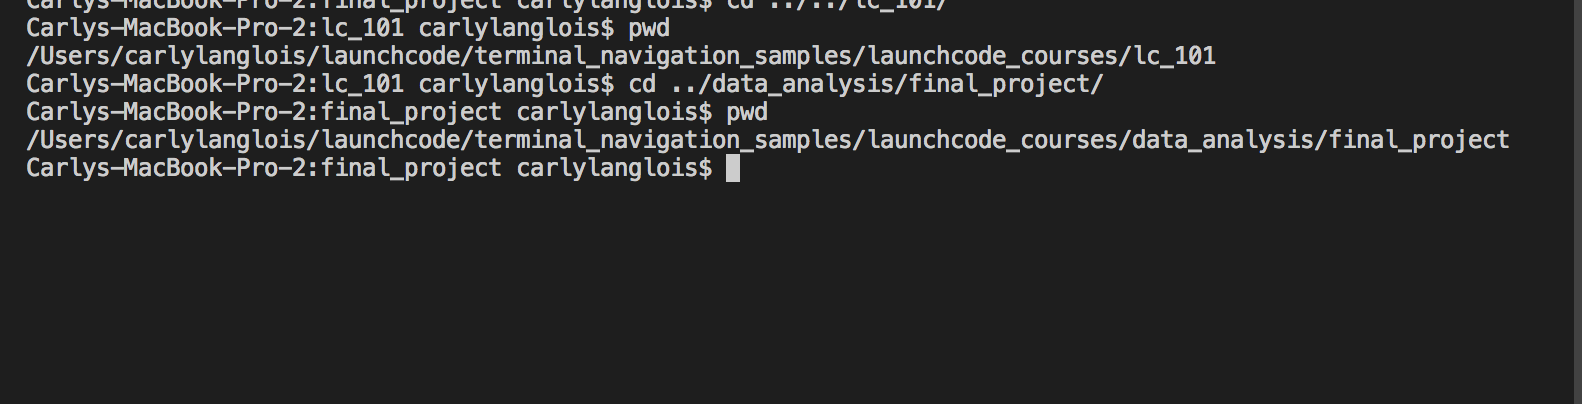 Carlys-MacBook-Pro-2:final_project carlylanglois$ cd ../../lc_101/
Carlys-MacBook-Pro-2:lc_101 carlylanglois$ pwd
/Users/carlylanglois/launchcode/terminal_navigation_samples/launchcode_courses/lc_101
Carlys-MacBook-Pro-2:lc_101 carlylanglois$ cd ../data_analysis/final_project/
Carlys-MacBook-Pro-2:final_project carlylanglois$ pwd
/Users/carlylanglois/launchcode/terminal_navigation_samples/launchcode_courses/data_analysis/final_project
Carlys-MacBook-Pro-2:final_project carlylanglois$